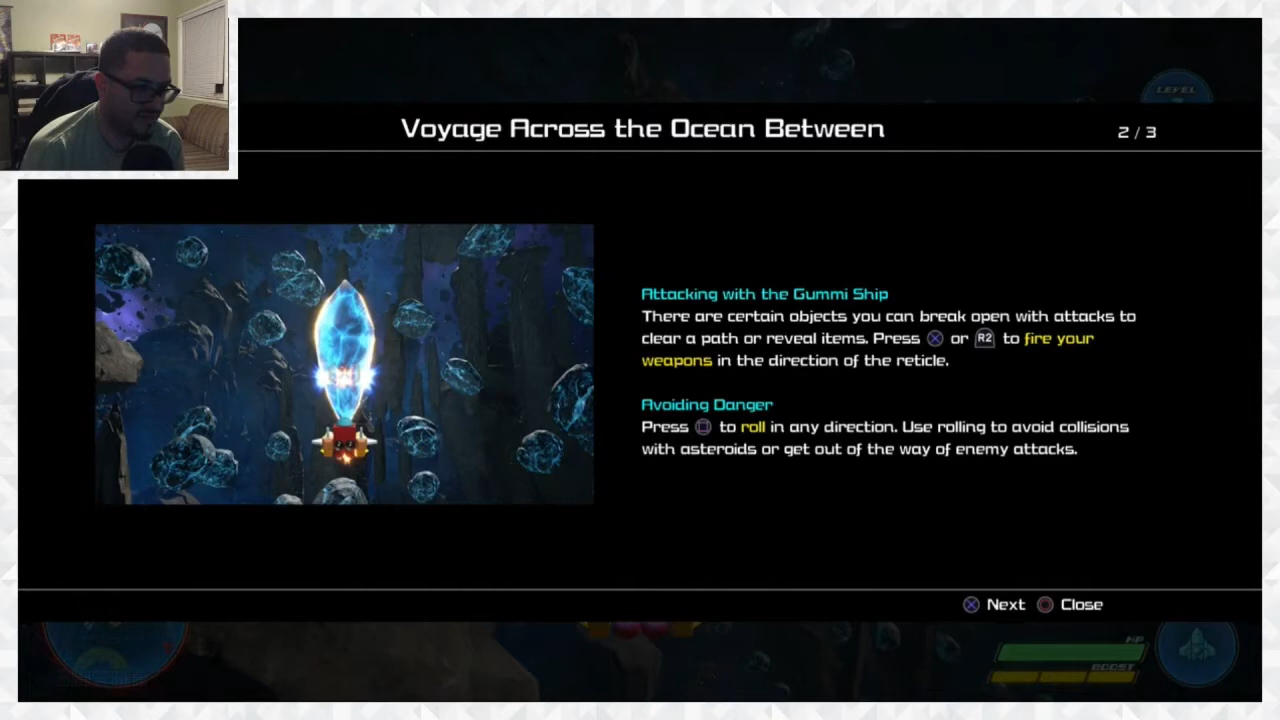 LEVEL
Voyage Across the Ocean Between
2 / 3
Attacking with the Gummi Ship
There are certain objects you can break open with attacks to
clear a path or reveal items. Press or R2 to fire your
weapons in the direction of the reticle.
Avoiding Danger
Press to roll in any direction. Use rolling to avoid collisions
with asteroids or get out of the way of enemy attacks.
Next Close
HP
BOOST